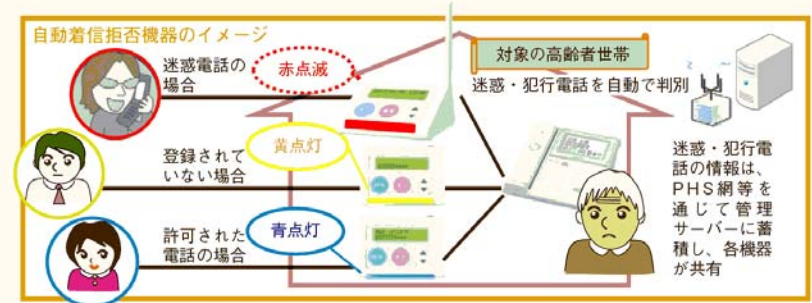 自動着信拒否機器のイメージ
迷惑電話の
場合
赤点滅
対象の高齢者世帯
迷惑・犯行電話を自動で判別
登録されて
いない場合
黄点灯
許可された
電話の場合
青点灯
迷惑・犯行電
話の情報は、
PHS網等を
通じて管理
サーバーに蓄
積し、各機器
が共有